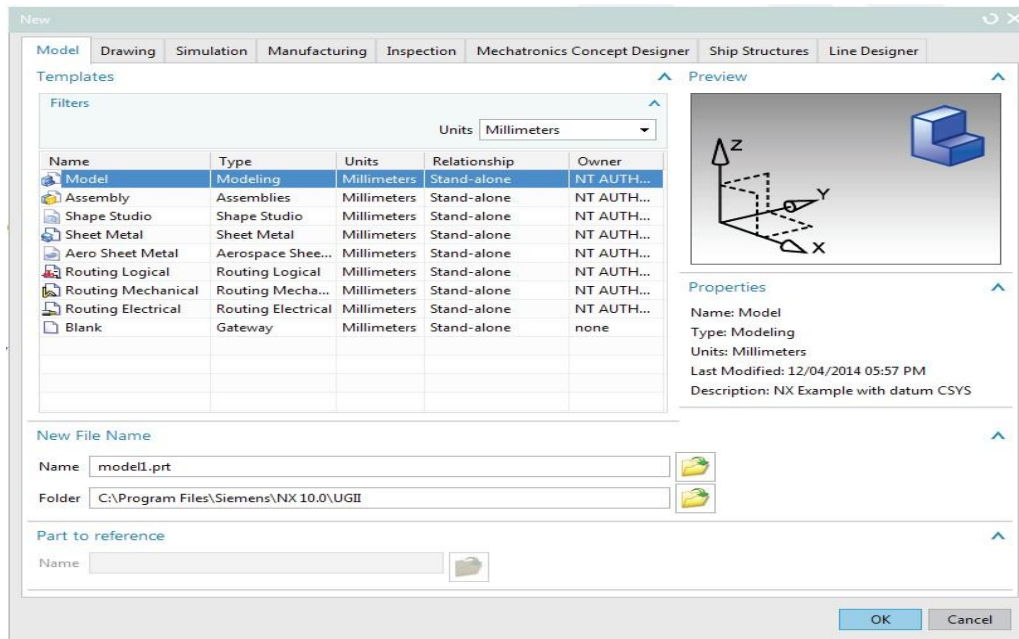 New
Model Drawing Simulation Manufacturing Inspection Mechatronics Concept Designer Ship Structures Line Designer
Templates
Filters
Units Millimeters
Name Type Units Relationship Owner
Model Modeling Millimeters Stand-alone NT AUTH...
Assembly Assemblies Millimeters Stand-alone NT AUTH...
Shape Studio Shape Studio Millimeters Stand-alone NT AUTH...
Sheet Metal Sheet Metal Millimeters Stand-alone NT AUTH...
Aero Sheet Metal Aerospace Shee... Millimeters Stand-alone NT AUTH...
Routing Logical Routing Logical Millimeters Stand-alone NT AUTH...
Routing Mechanical Routing Mecha... Millimeters Stand-alone NT AUTH...
Routing Electrical Routing Electrical Millimeters Stand-alone NT AUTH...
Blank Gateway Millimeters Stand-alone none
Preview
Z
Y
X
Properties
Name: Model
Type: Modeling
Units: Millimeters
Last Modified: 12/04/2014 05:57 PM
Description: NX Example with datum CSYS
New File Name
Name model1.prt
Folder C:\Program Files\Siemens\NX 10.0\UGII
Part to reference
Name
OK Cancel